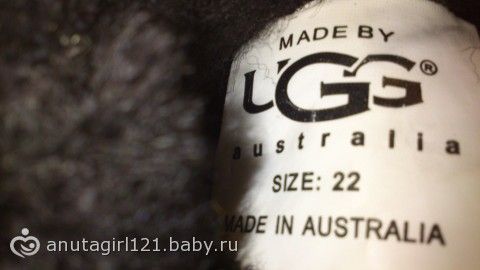 MADE BY
UGG®
australia
SIZE: 22
MADE IN AUSTRALIA
anutagirl121.baby.ru